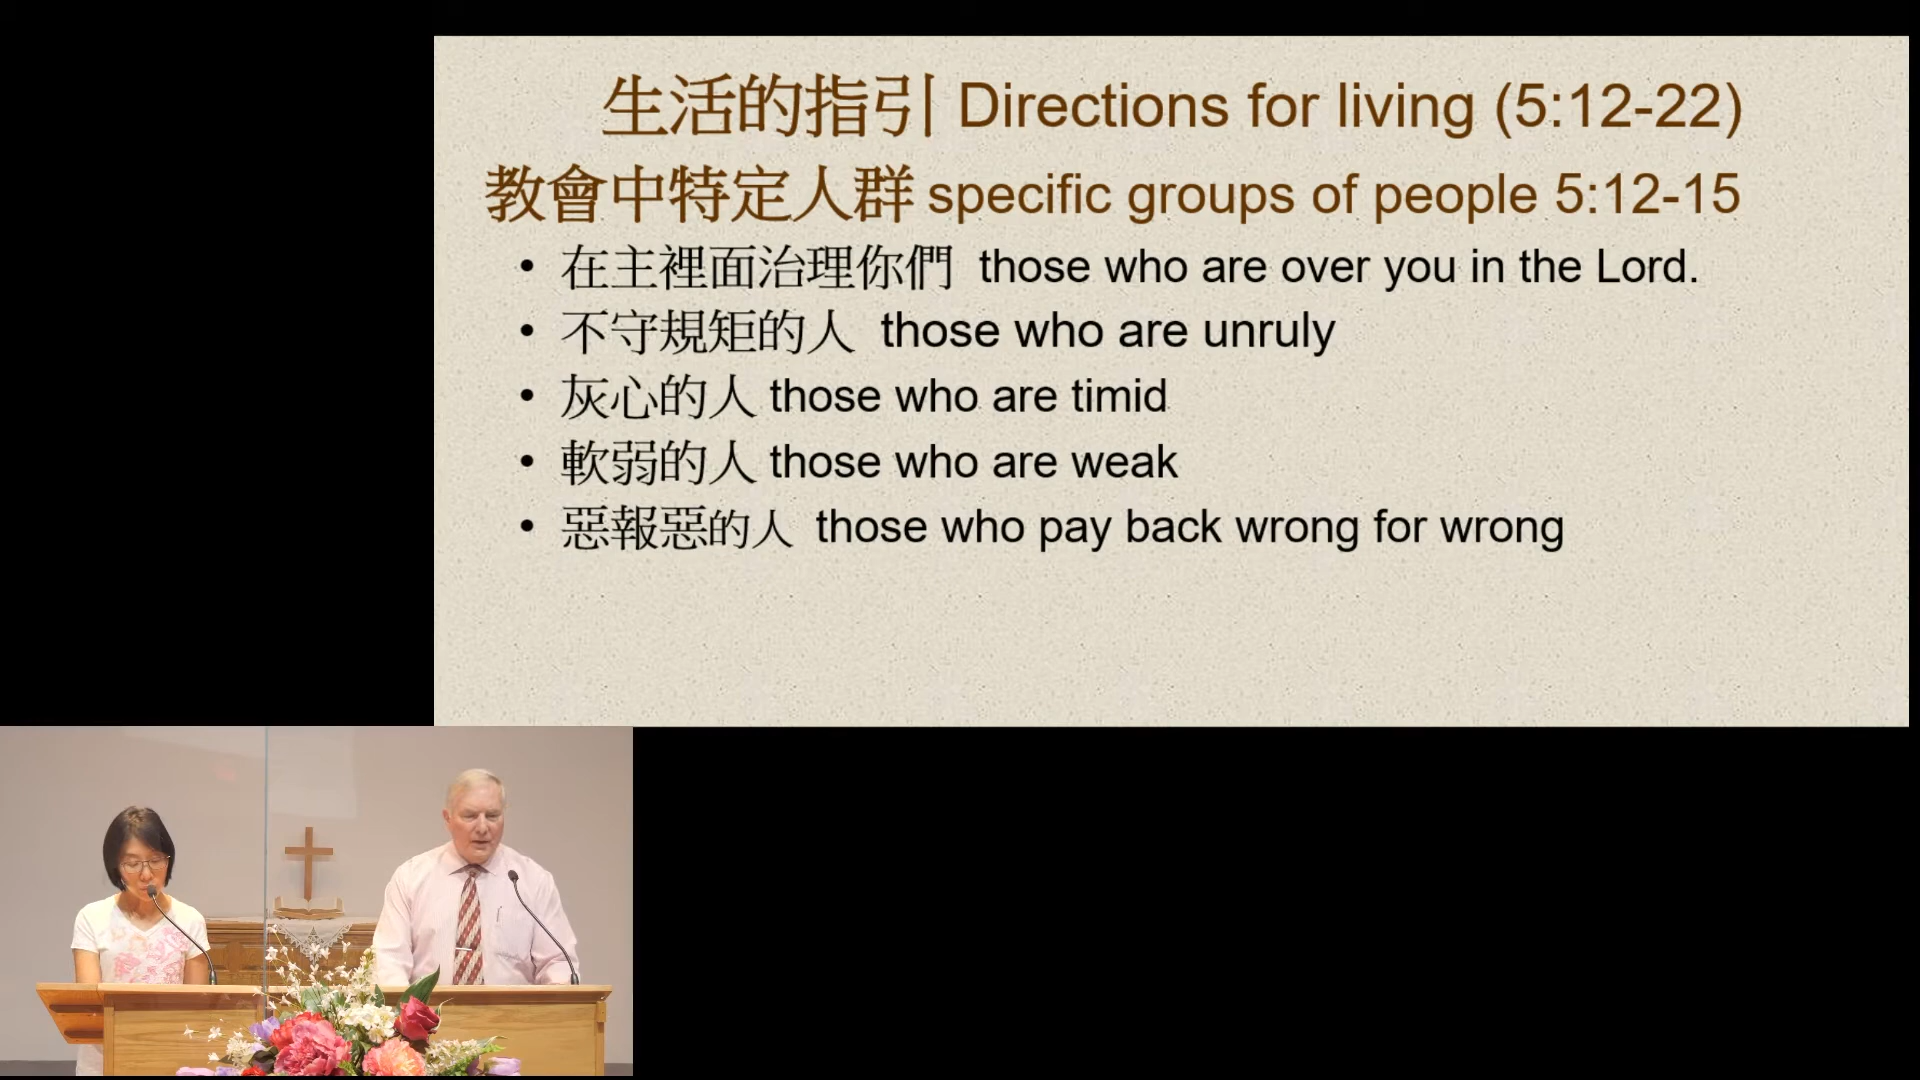 生活的指引 Directions for living (5:12-22)
教會中特定人群 specific groups of people 5:12-15
• 在主裡面治理你們 those who are over you in the Lord.
• 不守規矩的人 those who are unruly
• 灰心的人 those who are timid
• 軟弱的人 those who are weak
• 惡報惡的人 those who pay back wrong for wrong